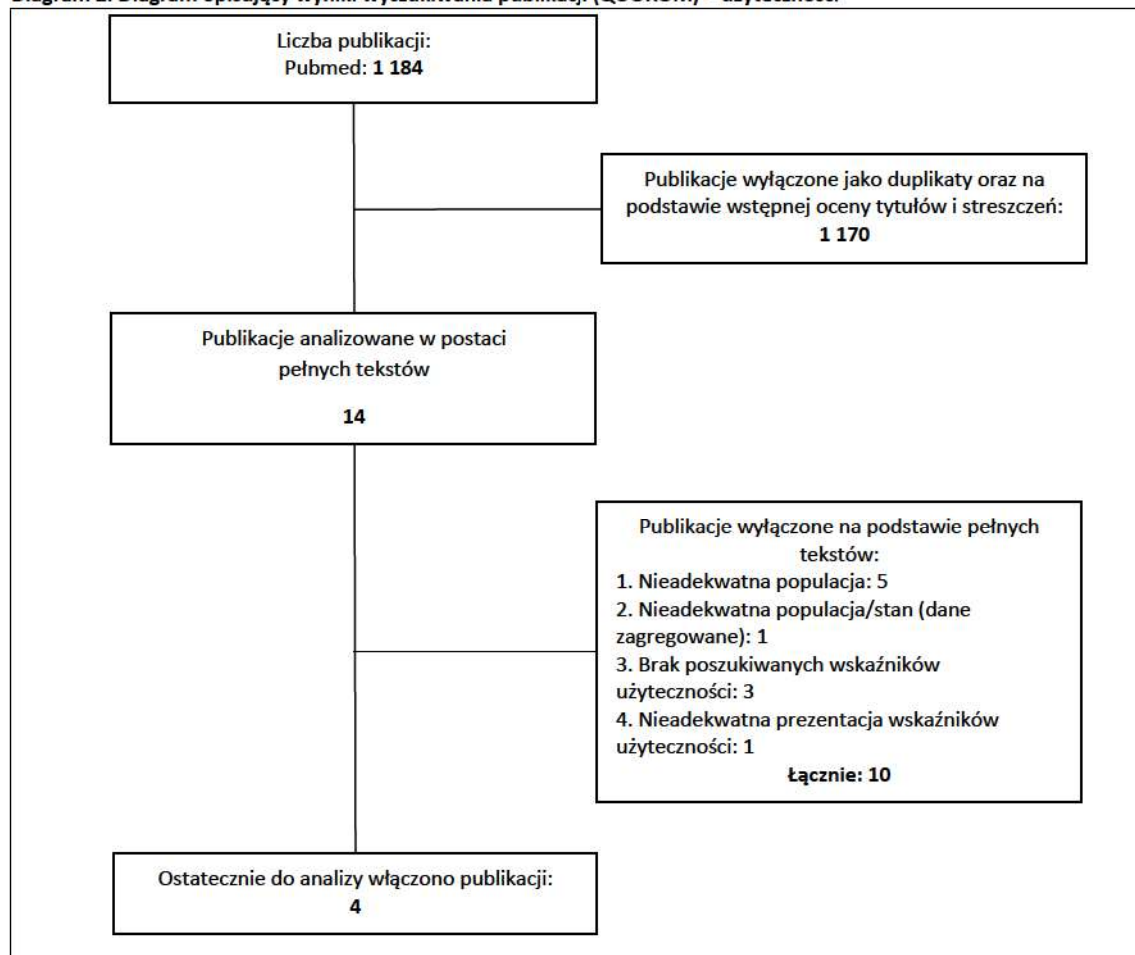 Liczba publikacji:
Pubmed: 1 184
Publikacje wyłączone jako duplikaty oraz na
podstawie wstępnej oceny tytułów i streszczeń:
1 170
Publikacje analizowane w postaci
pełnych tekstów
14
Publikacje wyłączone na podstawie pełnych
tekstów:
1. Nieadekwatna populacja: 5
2. Nieadekwatna populacja/stan (dane
zagregowane): 1
3. Brak poszukiwanych wskaźników
użyteczności: 3
4. Nieadekwatna prezentacja wskaźników
użyteczności: 1
Łącznie: 10
Ostatecznie do analizy włączono publikacji:
4